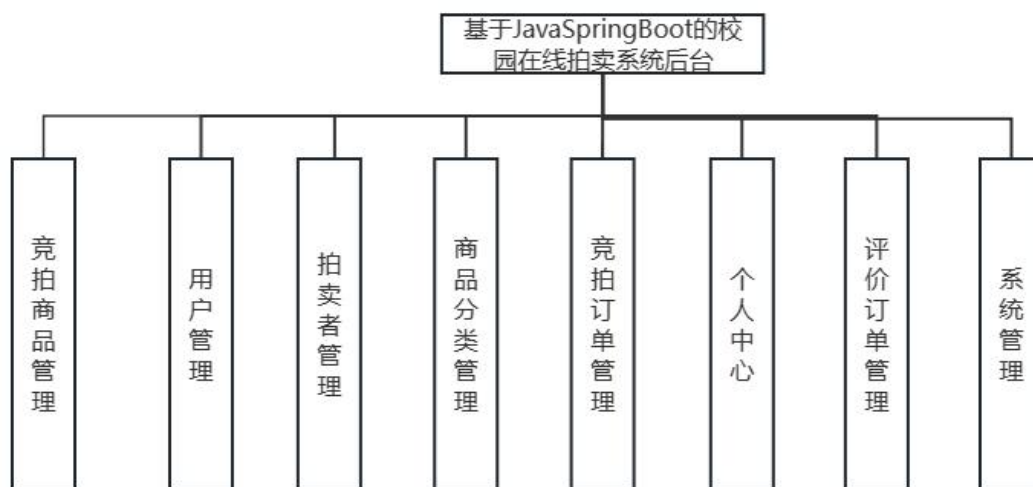 基于JavaSpringBoot的校
园在线拍卖系统后台
竞拍商品管理
用户管理
拍卖者管理
商品分类管理
竞拍订单管理
个人中心
评价订单管理
系统管理